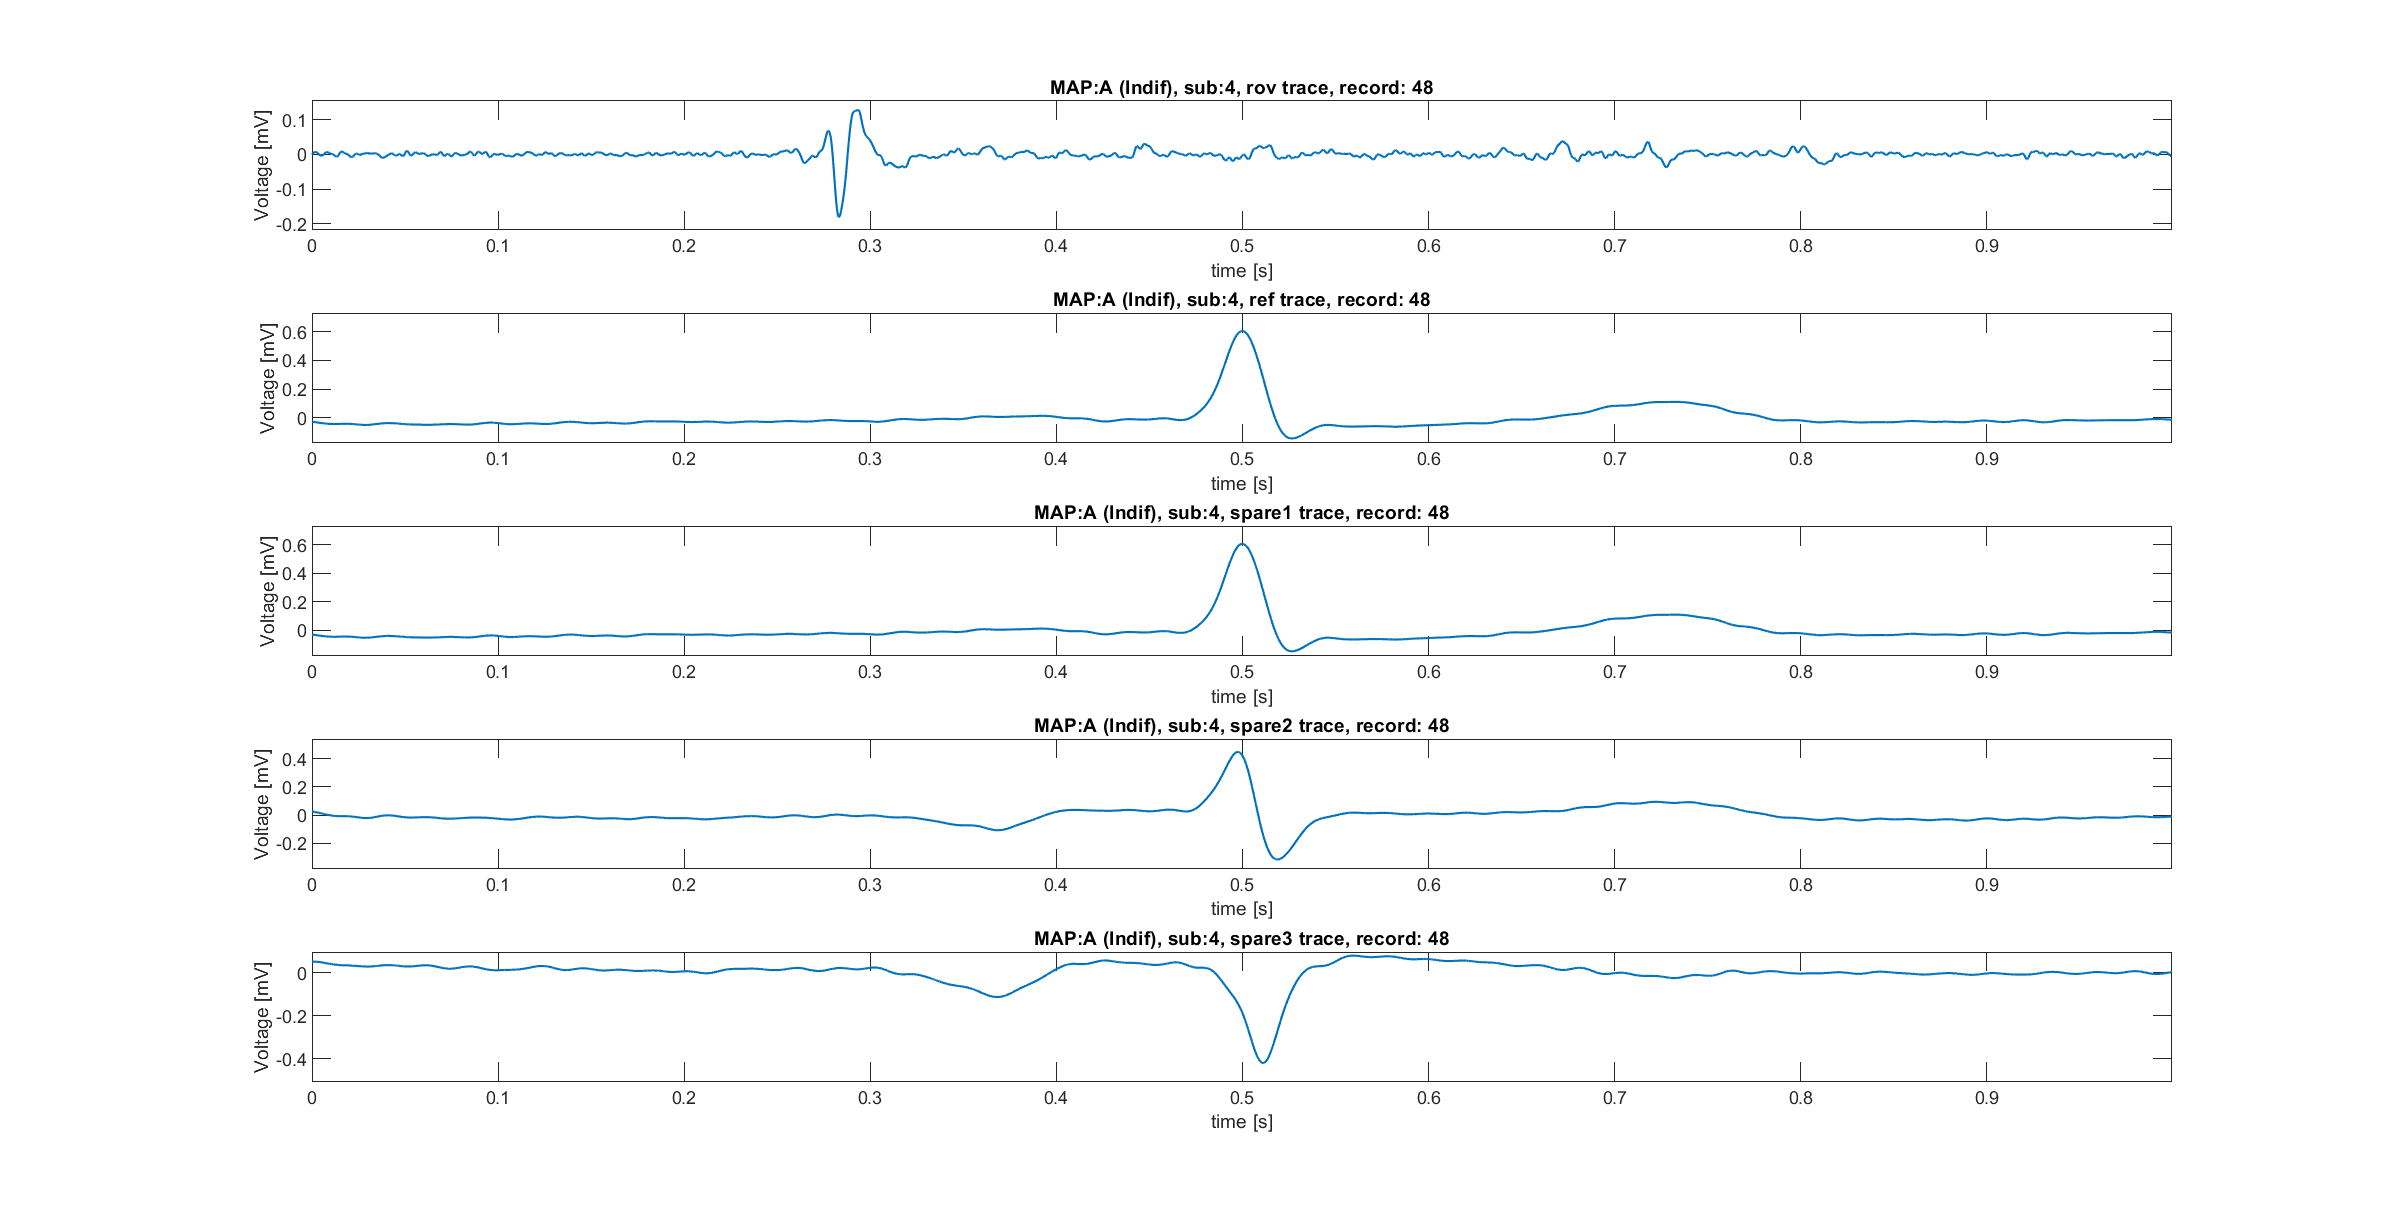 MAP:A (Indif), sub:4, rov trace, record: 48
Voltage [mV]
0.1
0
-0.1
-0.2
0 0.1 0.2 0.3 0.4 0.5 0.6 0.7 0.8 0.9
time [s]
MAP:A (Indif), sub:4, ref trace, record: 48
Voltage [mV]
0.6
0.4
0.2
0
0 0.1 0.2 0.3 0.4 0.5 0.6 0.7 0.8 0.9
time [s]
MAP:A (Indif), sub:4, spare1 trace, record: 48
Voltage [mV]
0.6
0.4
0.2
0
0 0.1 0.2 0.3 0.4 0.5 0.6 0.7 0.8 0.9
time [s]
MAP:A (Indif), sub:4, spare2 trace, record: 48
Voltage [mV]
0.4
0.2
0
-0.2
0 0.1 0.2 0.3 0.4 0.5 0.6 0.7 0.8 0.9
time [s]
MAP:A (Indif), sub:4, spare3 trace, record: 48
Voltage [mV]
0
-0.2
-0.4
0 0.1 0.2 0.3 0.4 0.5 0.6 0.7 0.8 0.9
time [s]